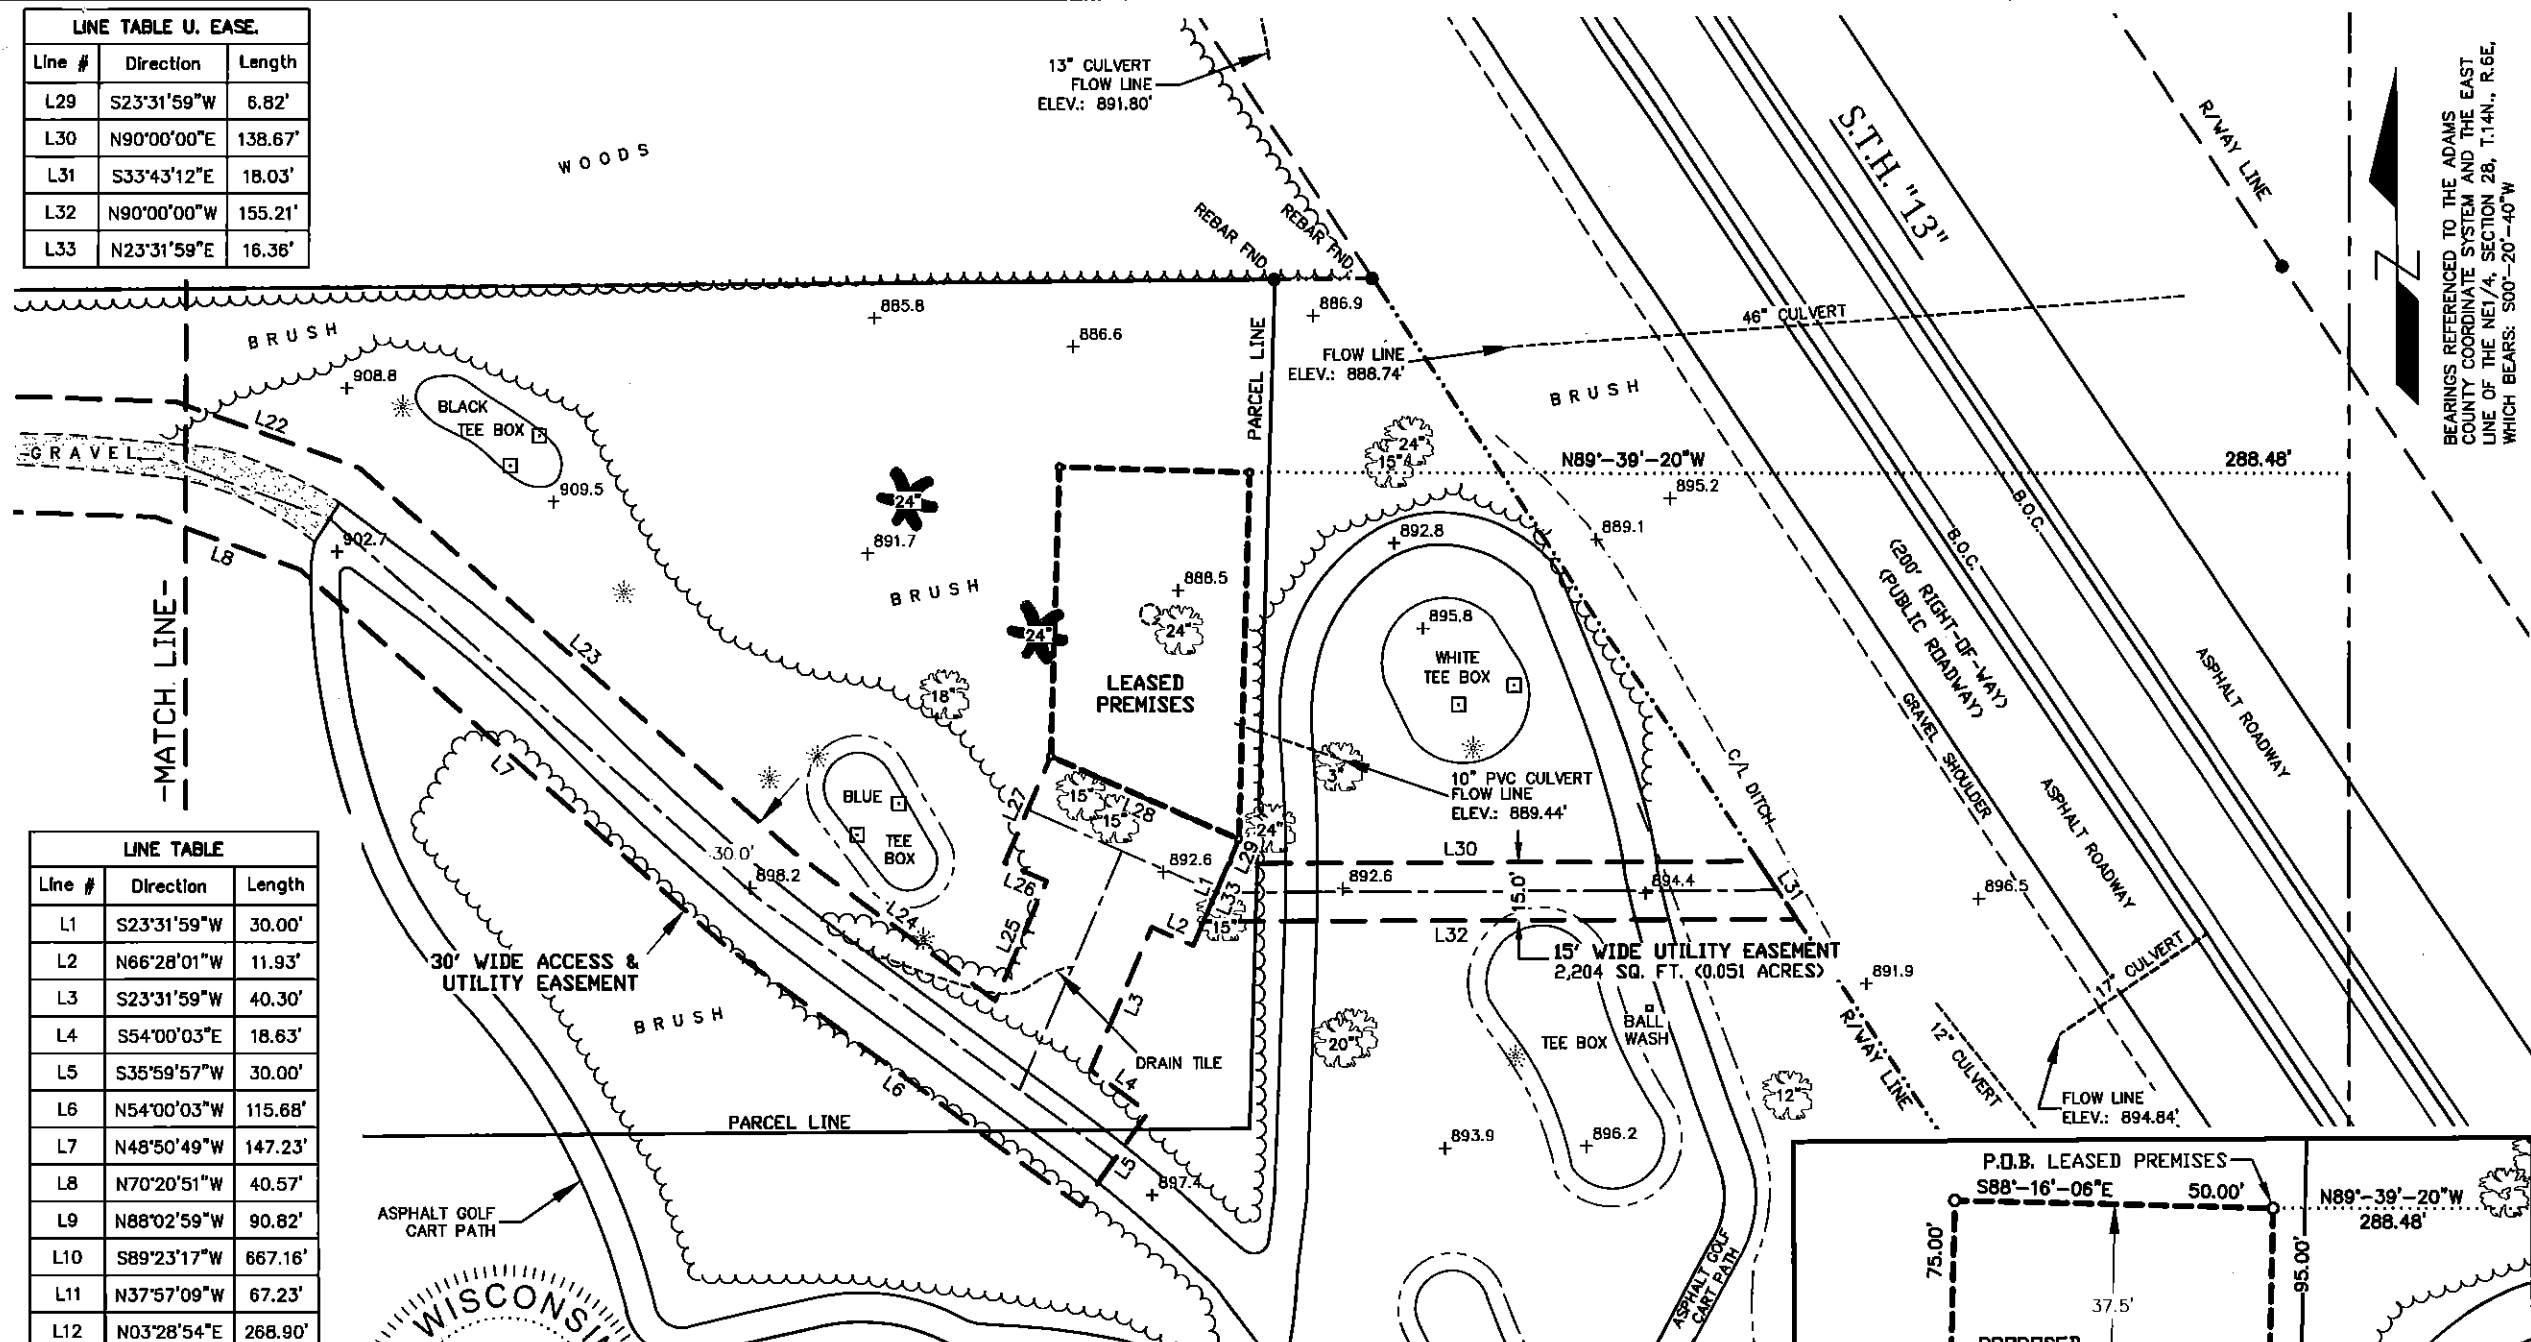 LINE TABLE U. EASE.
Line # Direction Length
L29 S23°31'59"W 6.82'
L30 N90°00'00"E 138.67'
L31 S33°43'12"E 18.03'
L32 N90°00'00"W 155.21'
L33 N23°31'59"E 16.36'
13" CULVERT
FLOW LINE
ELEV.: 891.80'
WOODS
REBAR FND.
REBAR FND.
S.T.H. "13"
R/WAY LINE
BEARINGS REFERENCED TO THE ADAMS
COUNTY COORDINATE SYSTEM AND THE EAST
LINE OF THE NE1/4, SECTION 28, T.14N., R.6E,
WHICH BEARS: S00°-20'-40"W
N
885.8
886.6
886.9
46" CULVERT
FLOW LINE
ELEV.: 888.74'
BRUSH
908.8
BLACK
TEE BOX
909.5
L22
GRAVEL
L8
902.7
-MATCH LINE-
PARCEL LINE
BRUSH
24"
15"
N89°-39'-20"W
288.48'
895.2
889.1
892.8
24"
891.7
BRUSH
888.5
24"
24"
LEASED
PREMISES
18"
L23
L7
895.8
WHITE
TEE BOX
B.O.C.
B.O.C.
(200' RIGHT-OF-WAY)
(PUBLIC ROADWAY)
GRAVEL SHOULDER
ASPHALT ROADWAY
ASPHALT ROADWAY
C/L DITCH
BLUE
TEE
BOX
30.0'
898.2
L24
L25
L26
L27
L28
15"
15"
3"
24"
10" PVC CULVERT
FLOW LINE
ELEV.: 889.44'
892.6
L1
L29
L33
L2
15"
L30
892.6
15.0'
894.4
L31
L32
896.5
15' WIDE UTILITY EASEMENT
2,204 SQ. FT. (0.051 ACRES)
30' WIDE ACCESS &
UTILITY EASEMENT
BRUSH
L3
DRAIN TILE
L4
L6
L5
PARCEL LINE
897.4
20"
TEE BOX
BALL
WASH
12"
891.9
R/WAY LINE
12" CULVERT
17" CULVERT
FLOW LINE
ELEV.: 894.84'
893.9
896.2
LINE TABLE
Line # Direction Length
L1 S23°31'59"W 30.00'
L2 N66°28'01"W 11.93'
L3 S23°31'59"W 40.30'
L4 S54°00'03"E 18.63'
L5 S35°59'57"W 30.00'
L6 N54°00'03"W 115.68'
L7 N48°50'49"W 147.23'
L8 N70°20'51"W 40.57'
L9 N88°02'59"W 90.82'
L10 S89°23'17"W 667.16'
L11 N37°57'09"W 67.23'
L12 N03°28'54"E 268.90'
ASPHALT GOLF
CART PATH
WISCONSIN
ASPHALT GOLF
CART PATH
P.O.B. LEASED PREMISES
S88°-16'-06"E 50.00'
N89°-39'-20"W
288.48'
75.00'
37.5'
95.00'